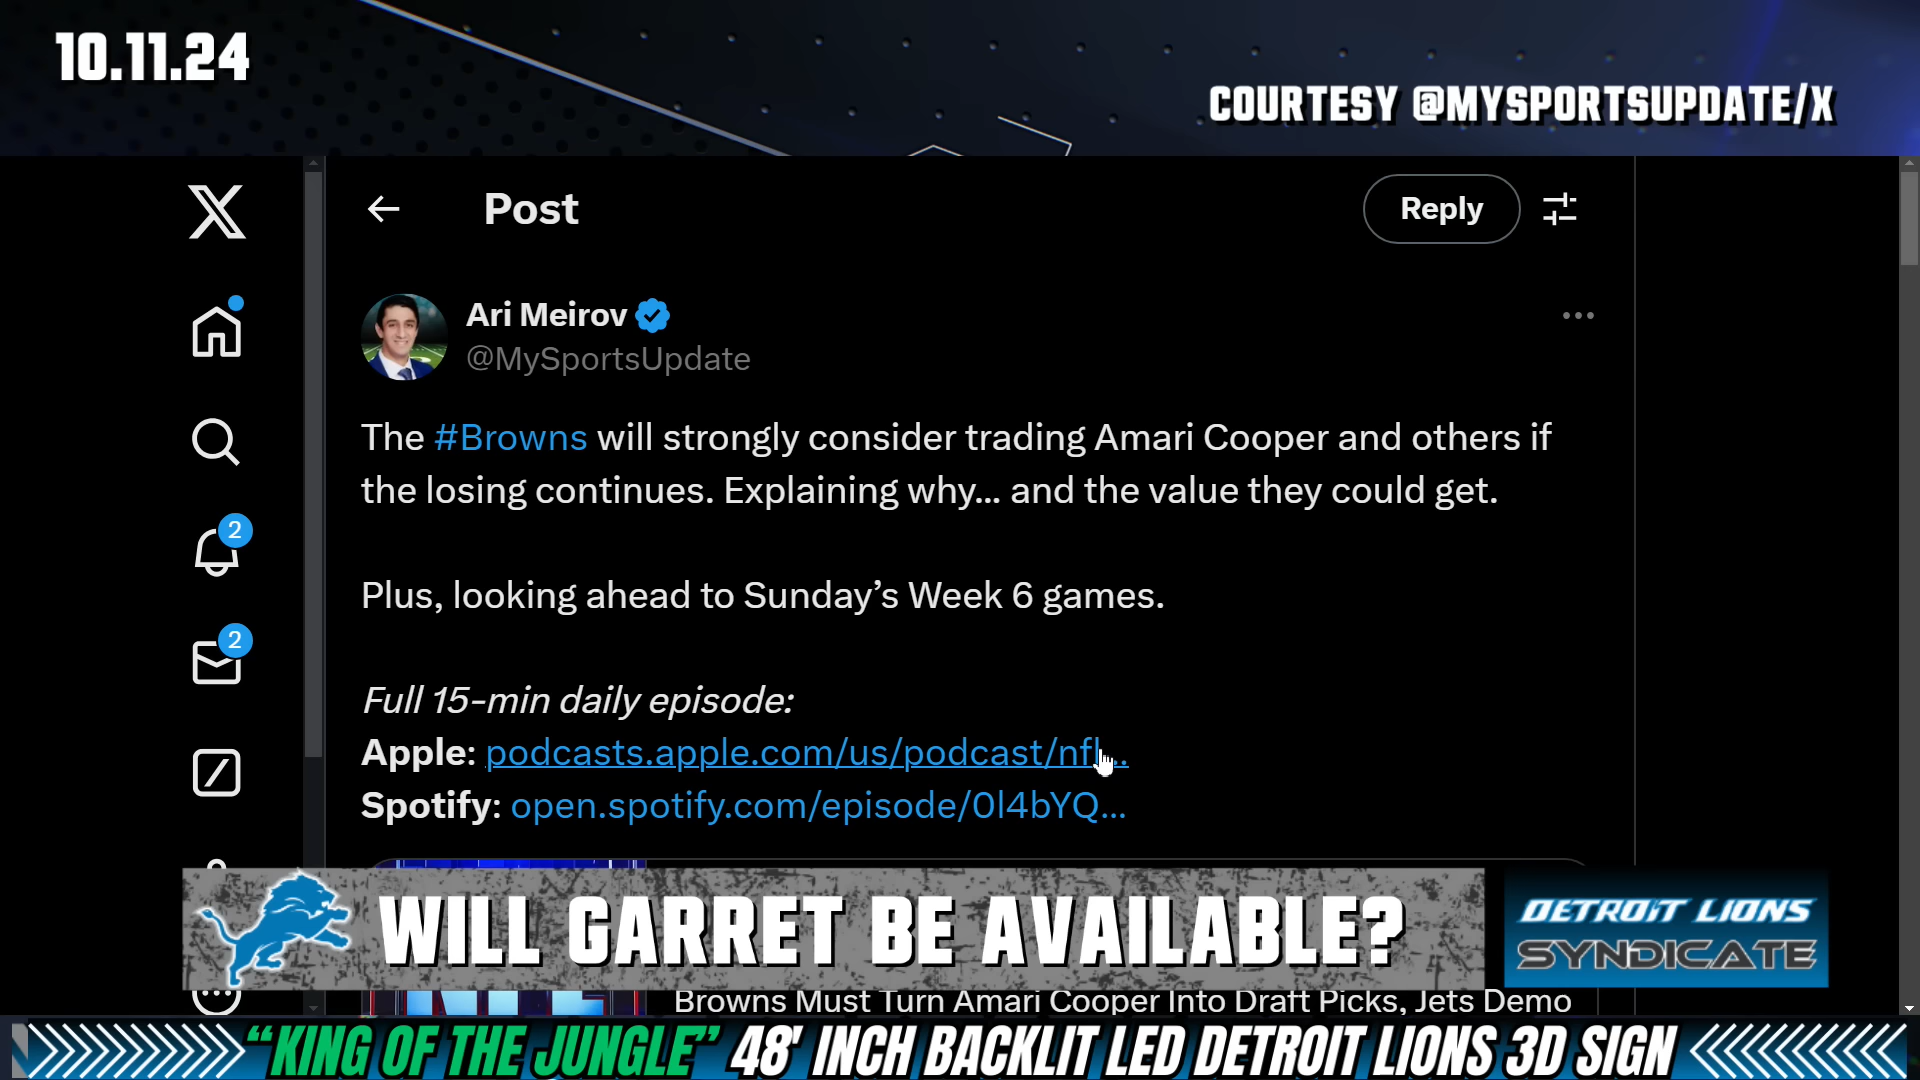 10.11.24
COURTESY @MYSPORTSUPDATE/X
Post
Reply
Ari Meirov
@MySportsUpdate
The #Browns will strongly consider trading Amari Cooper and others if
the losing continues. Explaining why... and the value they could get.
Plus, looking ahead to Sunday’s Week 6 games.
2
2
Full 15-min daily episode:
Apple: podcasts.apple.com/us/podcast/nfl...
Spotify: open.spotify.com/episode/0l4bYQ...
WILL GARRET BE AVAILABLE?
DETROIT LIONS
SYNDICATE
Browns Must Turn Amari Cooper Into Draft Picks, Jets Demo
“KING OF THE JUNGLE” 48' INCH BACKLIT LED DETROIT LIONS 3D SIGN